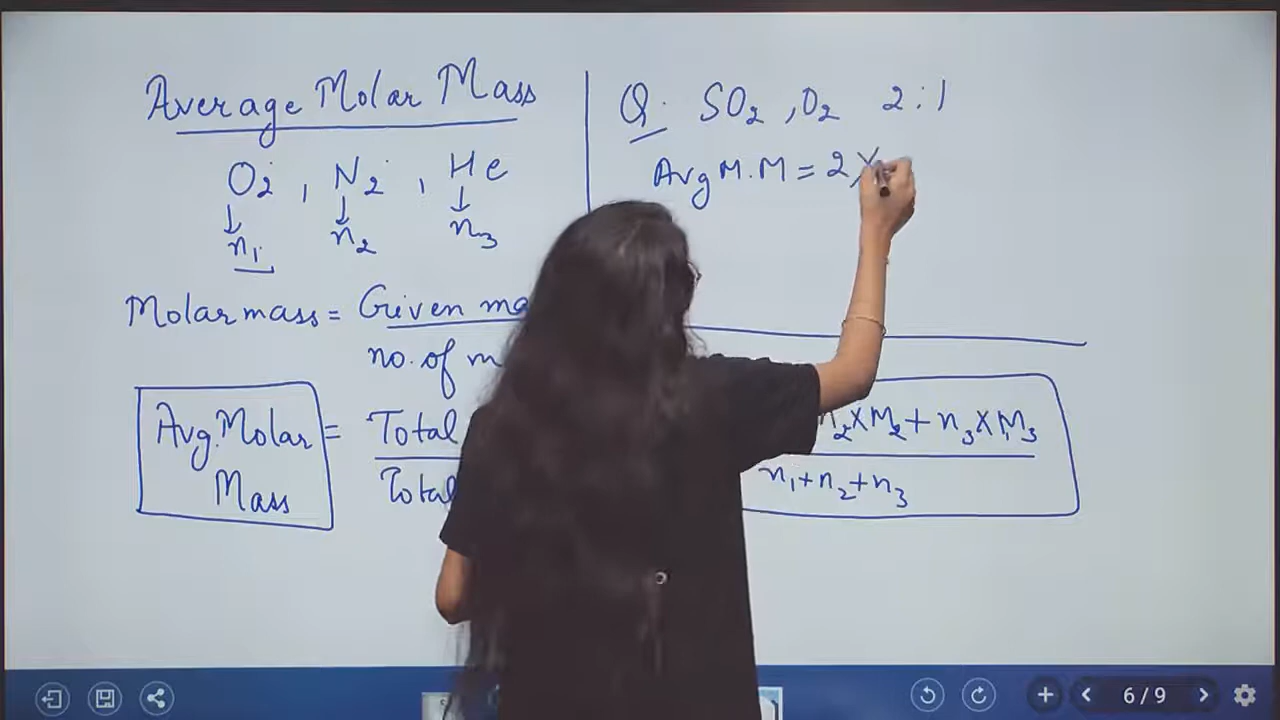 Average Molar Mass
O2, N2, He
n1 n2 n3
Molar mass = Given
no. of
Avg. Molar Mass = Total
Total
n2×M2 + n3×M3
n1+n2+n3
Q. SO2, O2 2:1
Avg M.M = 2×
6 / 9